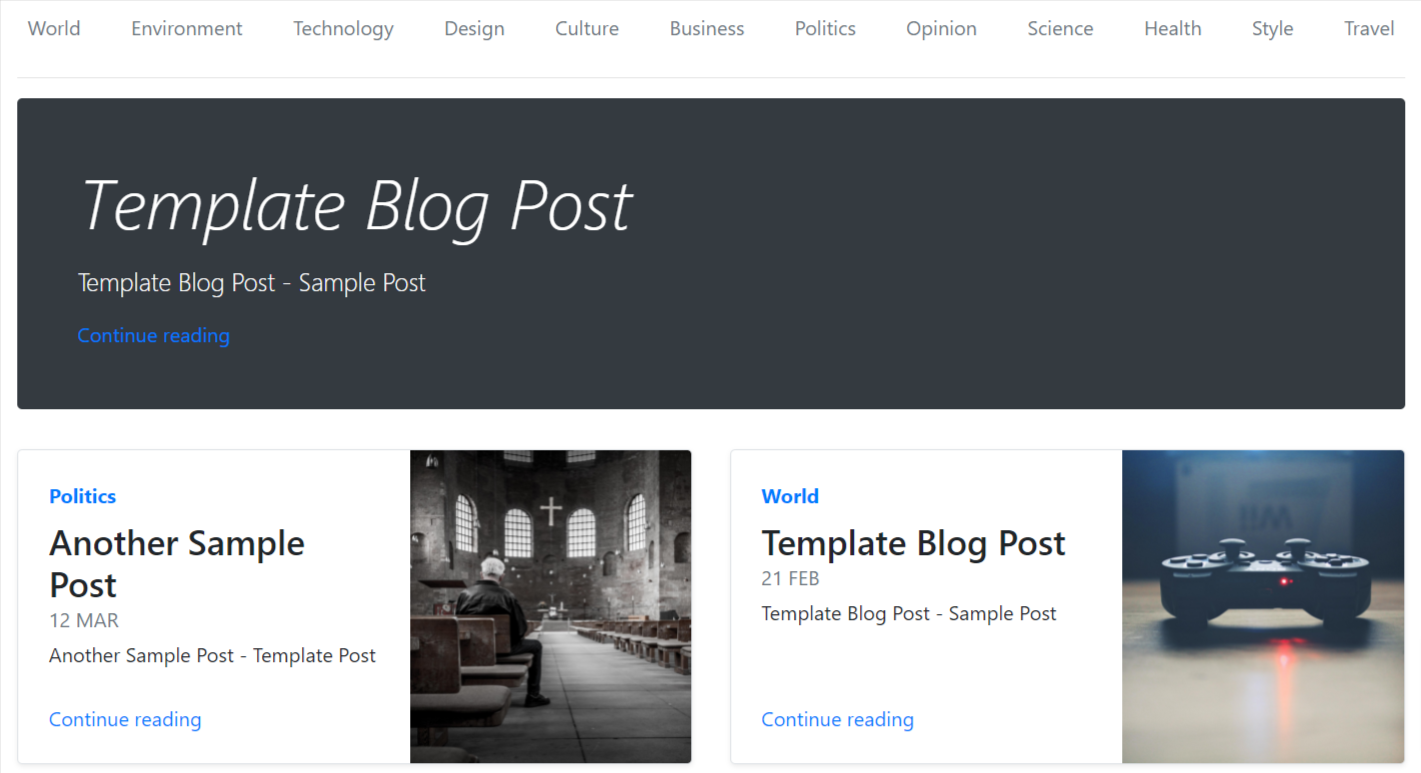 World Environment Technology Design Culture Business Politics Opinion Science Health Style Travel
Template Blog Post
Template Blog Post - Sample Post
Continue reading
Politics
Another Sample
Post
12 MAR
Another Sample Post - Template Post
Continue reading
World
Template Blog Post
21 FEB
Template Blog Post - Sample Post
Continue reading